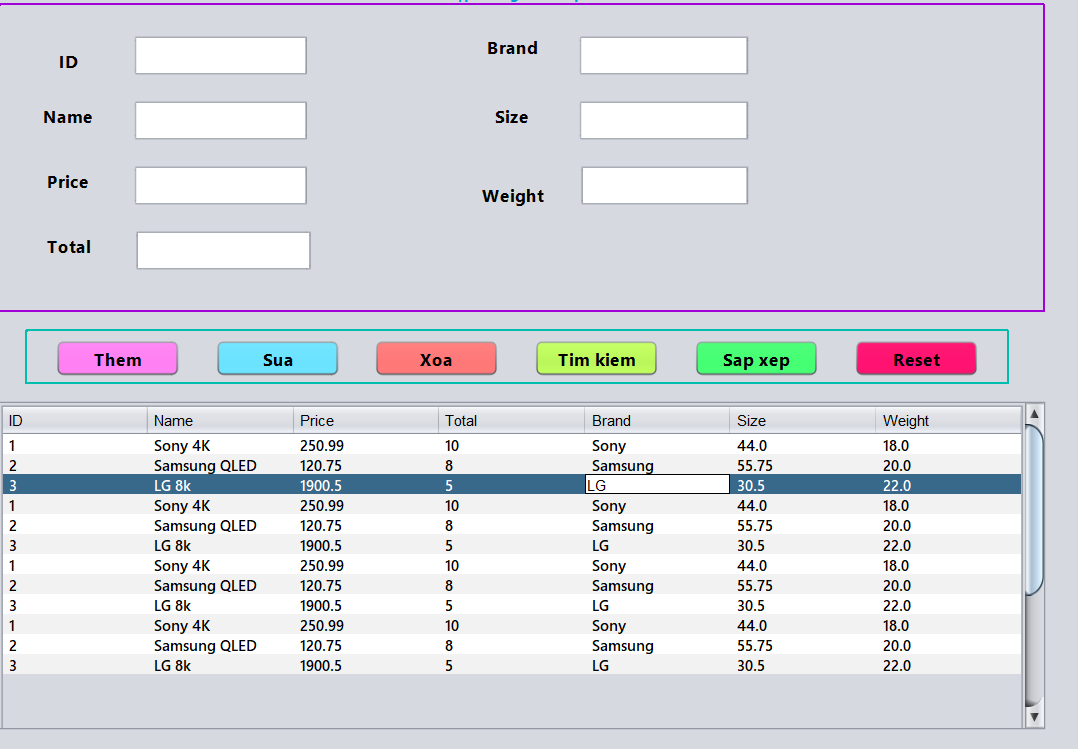 ID Brand
Name Size
Price Weight
Total
Them Sua Xoa Tim kiem Sap xep Reset
ID Name Price Total Brand Size Weight
1 Sony 4K 250.99 10 Sony 44.0 18.0
2 Samsung QLED 120.75 8 Samsung 55.75 20.0
3 LG 8k 1900.5 5 LG 30.5 22.0
1 Sony 4K 250.99 10 Sony 44.0 18.0
2 Samsung QLED 120.75 8 Samsung 55.75 20.0
3 LG 8k 1900.5 5 LG 30.5 22.0
1 Sony 4K 250.99 10 Sony 44.0 18.0
2 Samsung QLED 120.75 8 Samsung 55.75 20.0
3 LG 8k 1900.5 5 LG 30.5 22.0
1 Sony 4K 250.99 10 Sony 44.0 18.0
2 Samsung QLED 120.75 8 Samsung 55.75 20.0
3 LG 8k 1900.5 5 LG 30.5 22.0